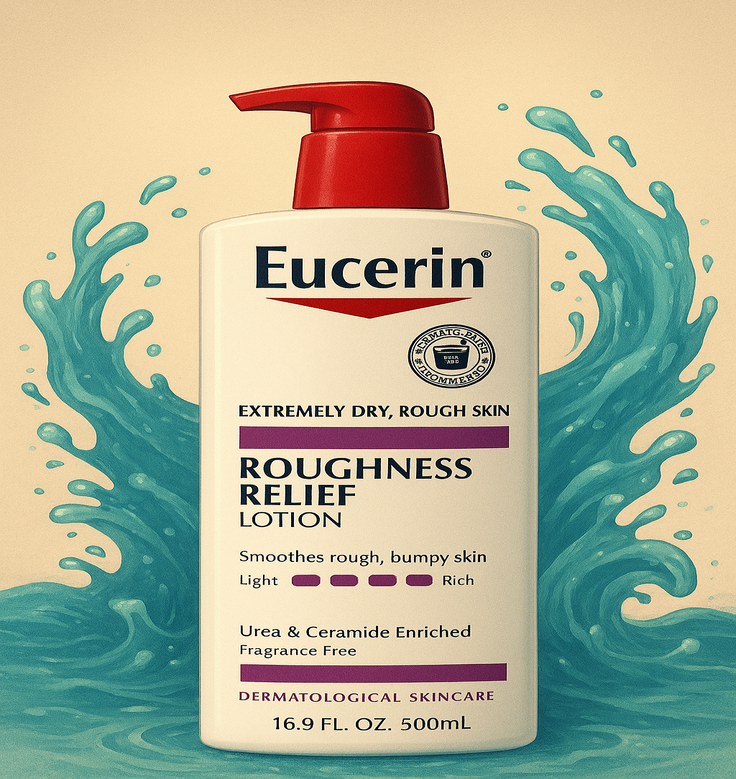 Eucerin®
EXTREMELY DRY, ROUGH SKIN
ROUGHNESS
RELIEF
LOTION
Smoothes rough, bumpy skin
Light Rich
Urea & Ceramide Enriched
Fragrance Free
DERMATOLOGICAL SKINCARE
16.9 FL. OZ. 500mL